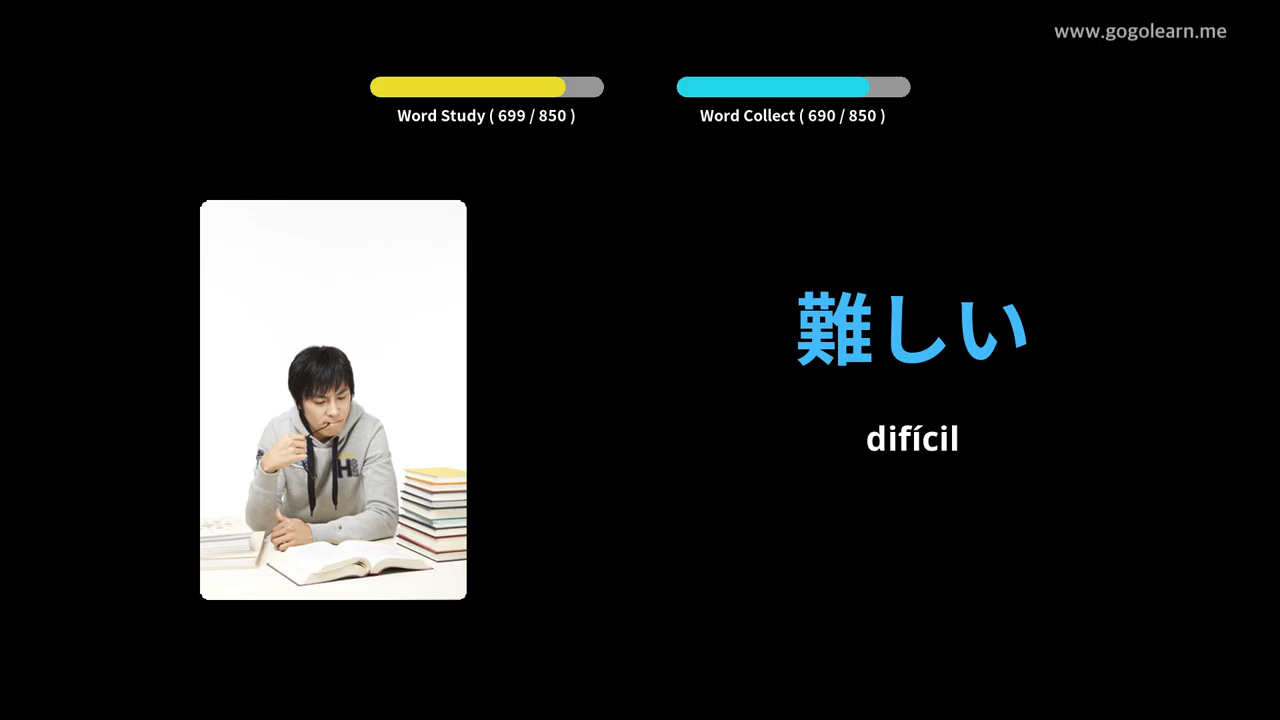 www.gogolearn.me
Word Study ( 699 / 850 )
Word Collect ( 690 / 850 )
難しい
difícil
H